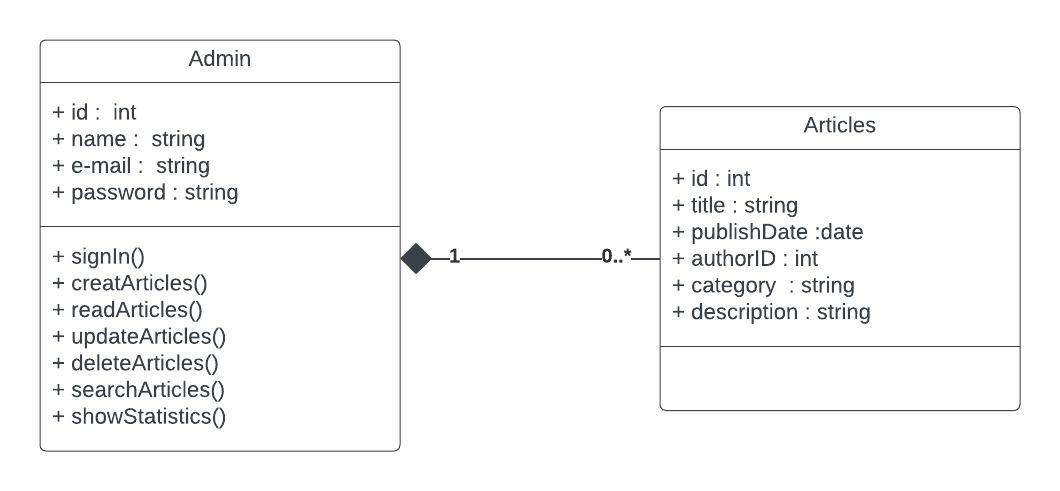 Admin
+ id :  int
+ name :  string
+ e-mail :  string
+ password : string
+ signIn()
+ creatArticles()
+ readArticles()
+ updateArticles()
+ deleteArticles()
+ searchArticles()
+ showStatistics()
1
0..*
Articles
+ id : int
+ title : string
+ publishDate :date
+ authorID : int
+ category  : string
+ description : string